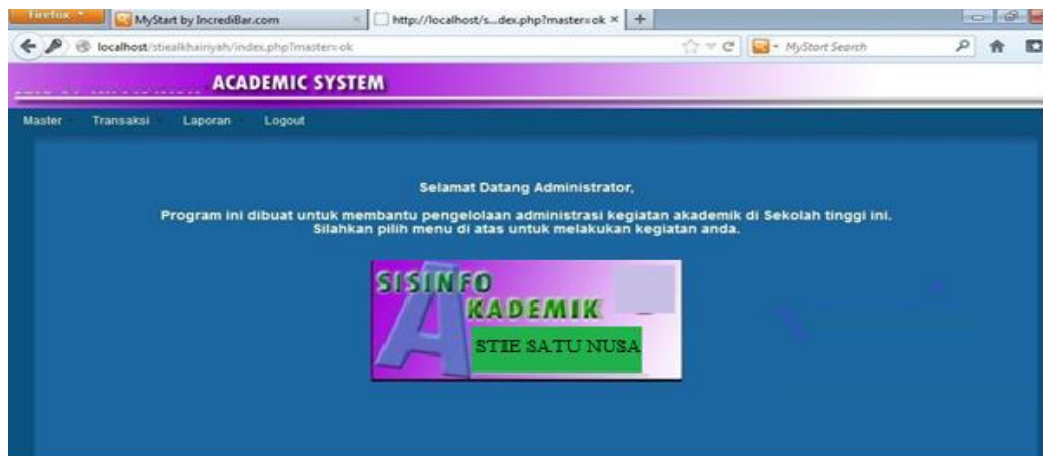 Firefox
MyStart by IncrediBar.com
http://localhost/s...dex.php?master=ok
localhost/stiealkhairiyah/index.php?master=ok
MyStart Search
ACADEMIC SYSTEM
Master Transaksi Laporan Logout
Selamat Datang Administrator,
Program ini dibuat untuk membantu pengelolaan administrasi kegiatan akademik di Sekolah tinggi ini.
Silahkan pilih menu di atas untuk melakukan kegiatan anda.
SISINFO
AKADEMIK
STIE SATU NUSA